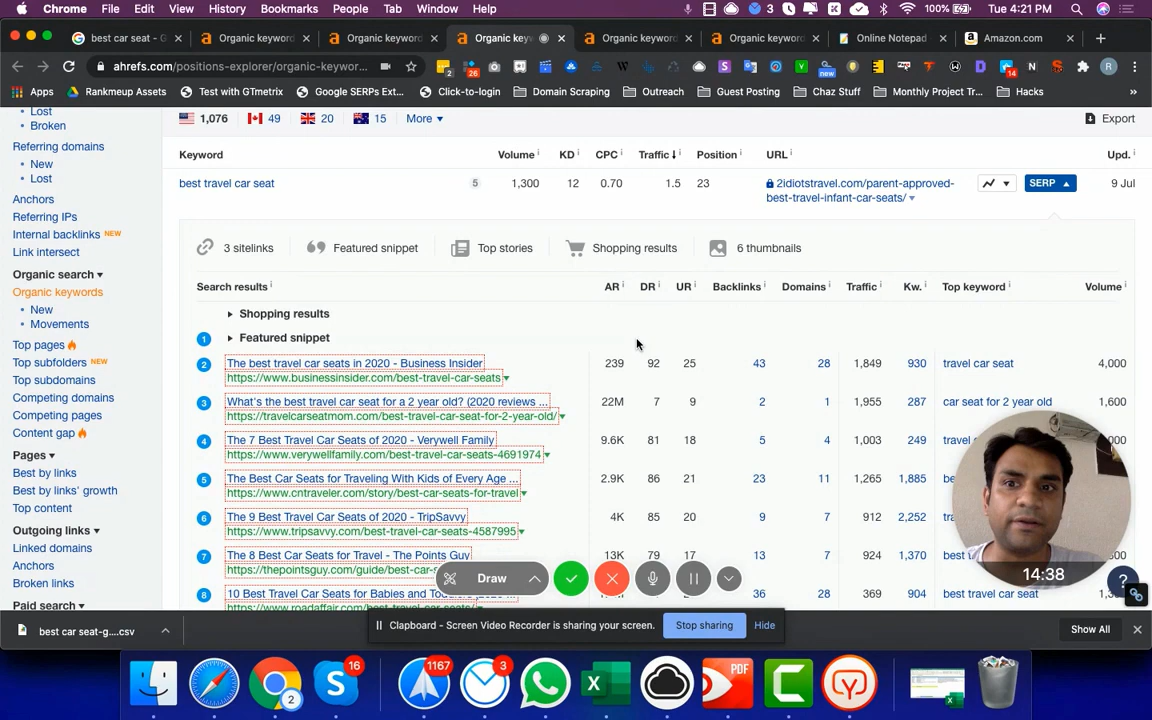 Chrome File Edit View History Bookmarks People Tab Window Help 3 100% Tue 4:21 PM
best car seat - G Organic keyword Organic keyword Organic key Organic keyword Organic keyword Online Notepad Amazon.com
ahrefs.com/positions-explorer/organic-keywor... 2 26 new 14 R
Apps Rankmeup Assets Test with GTmetrix Google SERPs Ext... Click-to-login Domain Scraping Outreach Guest Posting Chaz Stuff Monthly Project Tr... Hacks »
Lost
Broken
Referring domains
New
Lost
Anchors
Referring IPs
Internal backlinks NEW
Link intersect
Organic search
Organic keywords
New
Movements
Top pages
Top subfolders NEW
Top subdomains
Competing domains
Competing pages
Content gap
Pages
Best by links
Best by links' growth
Top content
Outgoing links
Linked domains
Anchors
Broken links
Paid search
1,076 49 20 15 More Export
Keyword Volume KD CPC Traffic Position URL Upd.
best travel car seat 5 1,300 12 0.70 1.5 23 2idiotstravel.com/parent-approved- SERP 9 Jul
best-travel-infant-car-seats/
3 sitelinks Featured snippet Top stories Shopping results 6 thumbnails
Search results AR DR UR Backlinks Domains Traffic Kw. Top keyword Volume
Shopping results
1 Featured snippet
2 The best travel car seats in 2020 - Business Insider 239 92 25 43 28 1,849 930 travel car seat 4,000
https://www.businessinsider.com/best-travel-car-seats
3 What's the best travel car seat for a 2 year old? (2020 reviews ... 22M 7 9 2 1 1,955 287 car seat for 2 year old 1,600
https://travelcarseatmom.com/best-travel-car-seat-for-2-year-old/
4 The 7 Best Travel Car Seats of 2020 - Verywell Family 9.6K 81 18 5 4 1,003 249
https://www.verywellfamily.com/best-travel-car-seats-4691974
5 The Best Car Seats for Traveling With Kids of Every Age ... 2.9K 86 21 23 11 1,265 1,885
https://www.cntraveler.com/story/best-car-seats-for-travel
6 The 9 Best Travel Car Seats of 2020 - TripSavvy 4K 85 20 9 7 912 2,252
https://www.tripsavvy.com/best-travel-car-seats-4587995
7 The 8 Best Car Seats for Travel - The Points Guy 13K 79 17 13 7 924 1,370
https://thepointsguy.com/guide/best-car-s
8 10 Best Travel Car Seats for Babies and 36 28 369 904 best travel car seat
14:38
?
Draw
best car seat-g....csv
Clapboard - Screen Video Recorder is sharing your screen. Stop sharing Hide
Show All
2 16 1167 3 PDF